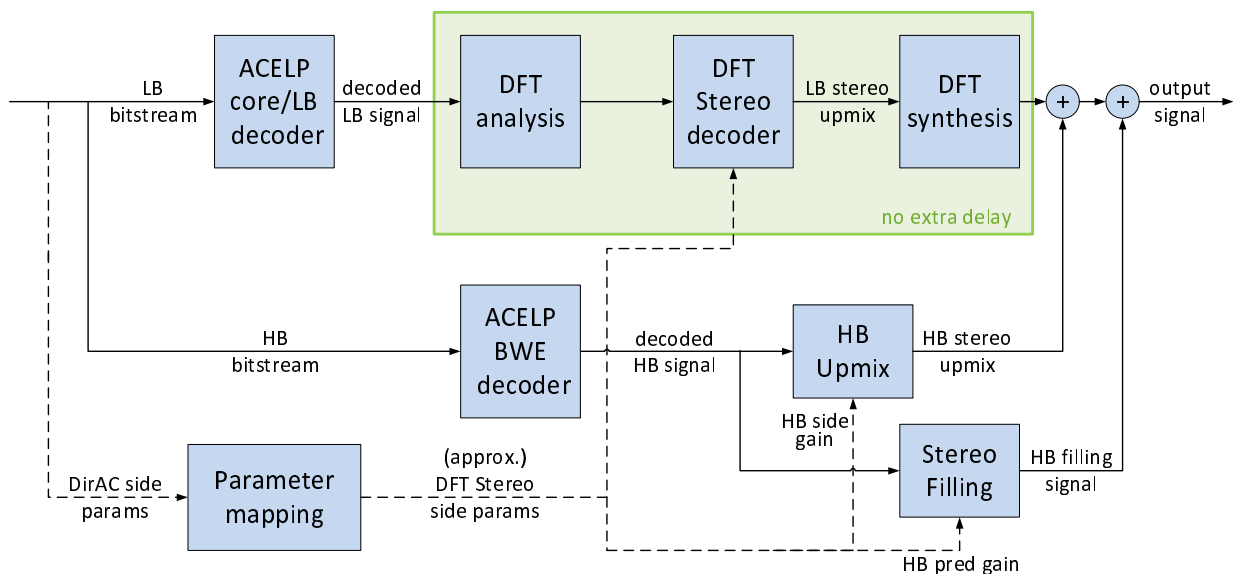 LB
bitstream
ACELP
core/LB
decoder
decoded
LB signal
DFT
analysis
DFT
Stereo
decoder
LB stereo
upmix
DFT
synthesis
+
+
output
signal
no extra delay
HB
bitstream
ACELP
BWE
decoder
decoded
HB signal
HB
Upmix
HB stereo
upmix
HB side
gain
DirAC side
params
Parameter
mapping
(approx.)
DFT Stereo
side params
Stereo
Filling
HB filling
signal
HB pred gain